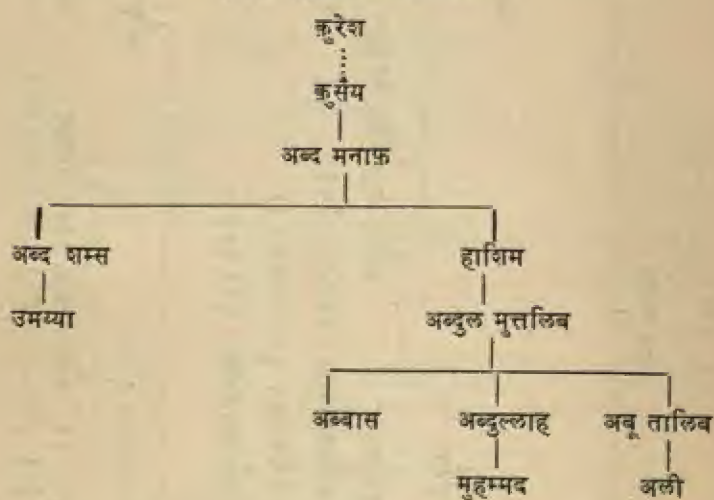 क़ुरेश
क़ुसैय
अब्द मनाफ़
अब्द शम्स हाशिम
उमय्या अब्दुल मुत्तलिब
अब्बास अब्दुल्लाह् अबू तालिब
मुहम्मद अली